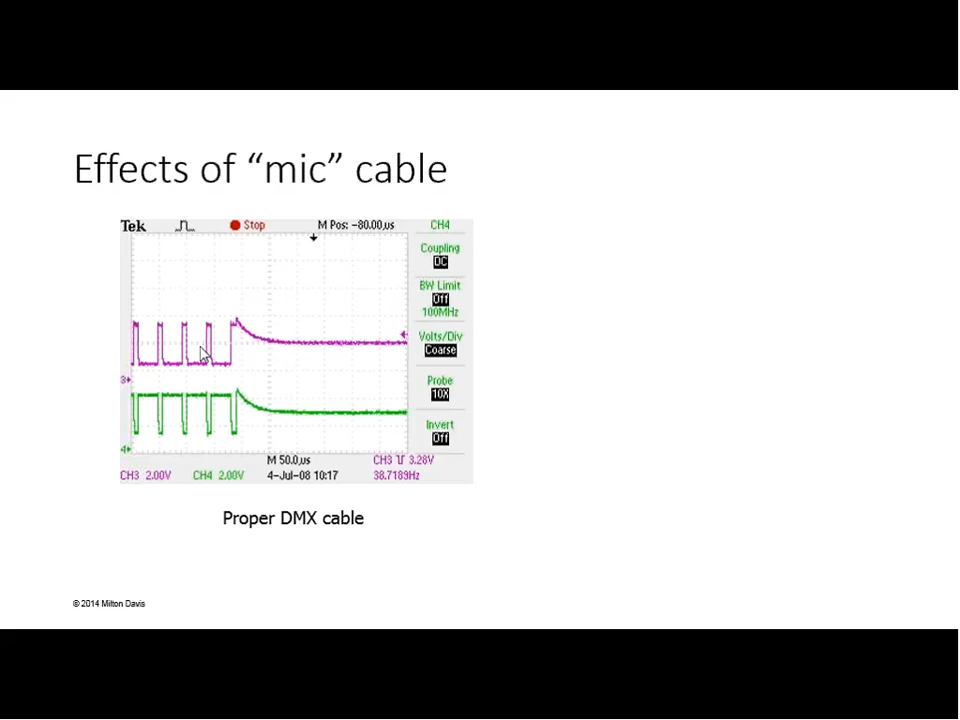 Effects of “mic” cable
Tek Stop M Pos: -80.00µs CH4
Coupling
DC
BW Limit
Off
100MHz
Volts/Div
Coarse
3
Probe
10X
Invert
Off
4
M 50.0µs CH3 3.28V
CH3 2.00V CH4 2.00V 4-Jul-08 10:17 38.7189Hz
Proper DMX cable
© 2014 Milton Davis